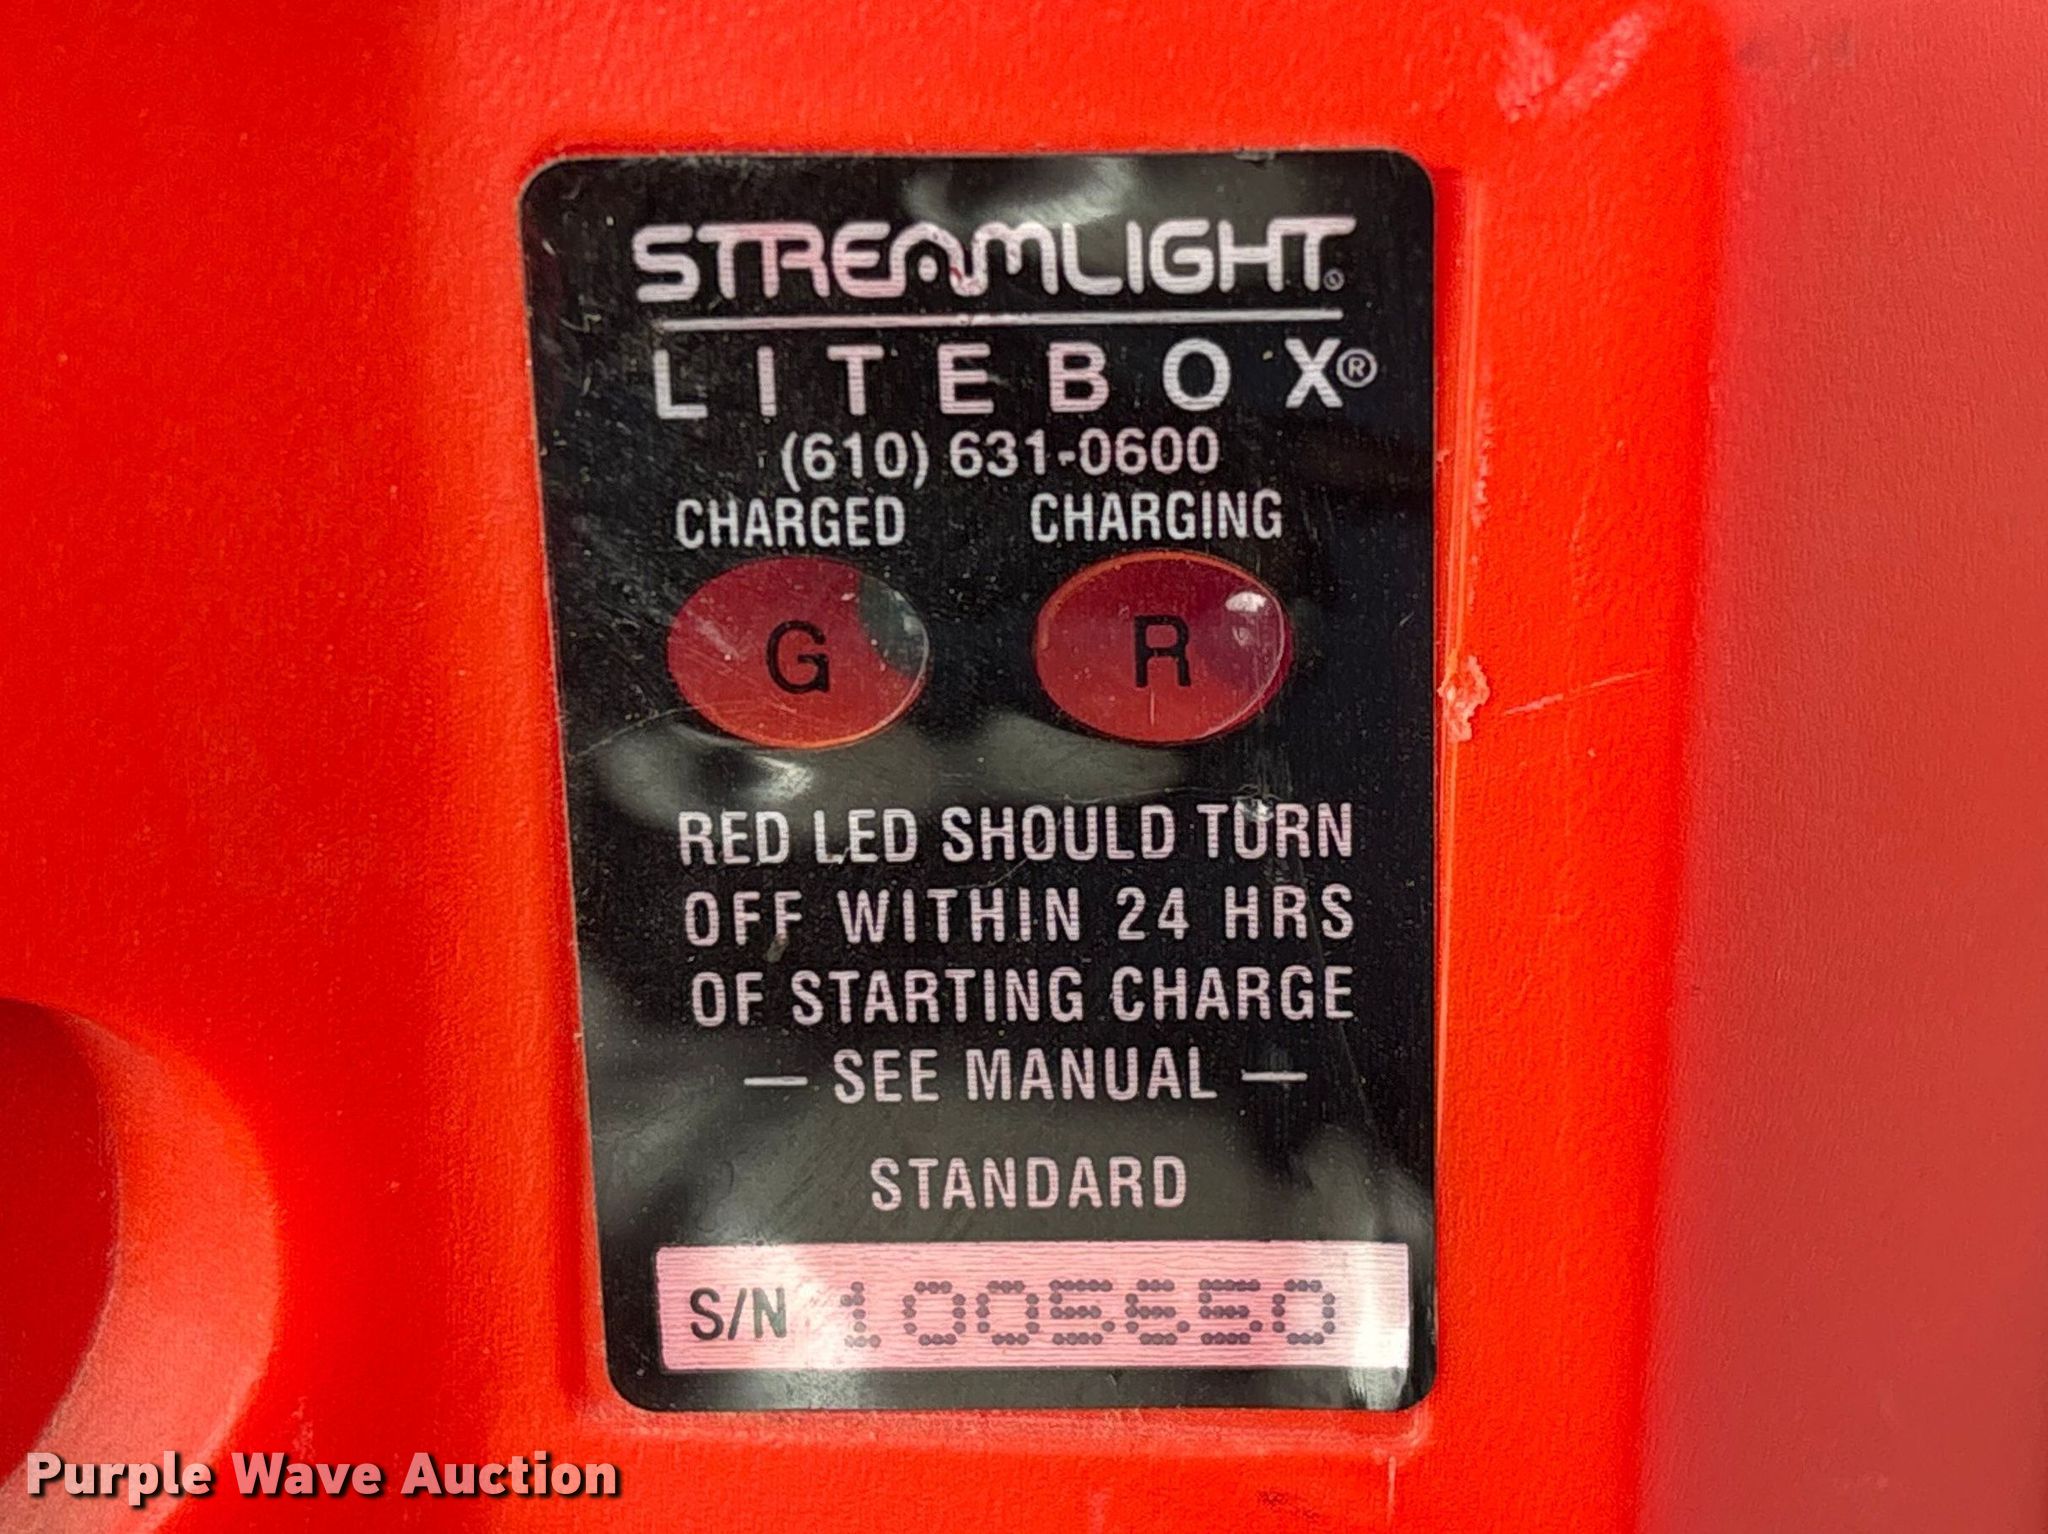 STREAMLIGHT®
LITEBOX®
(610) 631-0600
CHARGED CHARGING
G R
RED LED SHOULD TURN
OFF WITHIN 24 HRS
OF STARTING CHARGE
— SEE MANUAL —
STANDARD
S/N 1005650
Purple Wave Auction